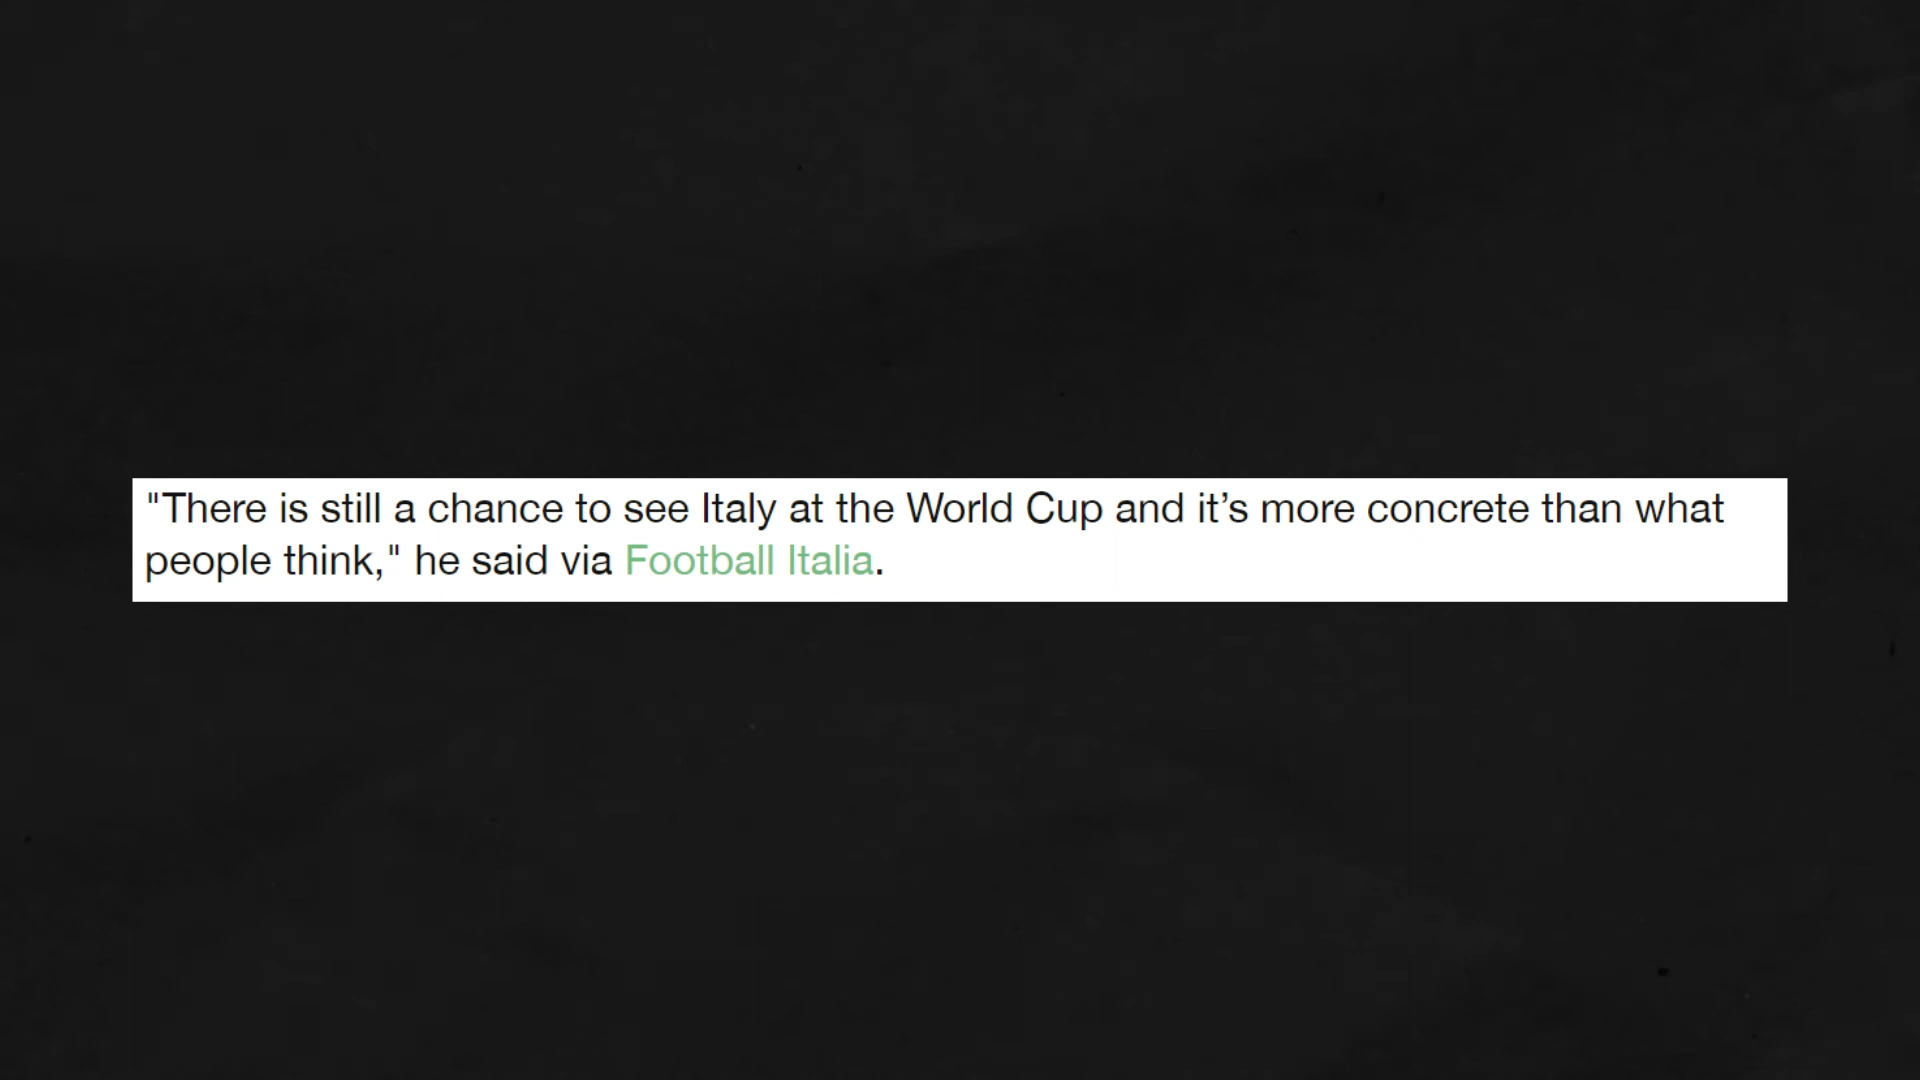 "There is still a chance to see Italy at the World Cup and it’s more concrete than what
people think," he said via Football Italia.